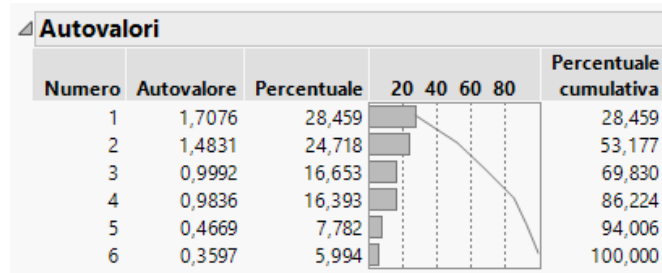 Autovalori
Numero Autovalore Percentuale 20 40 60 80 Percentuale cumulativa
1 1,7076 28,459 28,459
2 1,4831 24,718 53,177
3 0,9992 16,653 69,830
4 0,9836 16,393 86,224
5 0,4669 7,782 94,006
6 0,3597 5,994 100,000